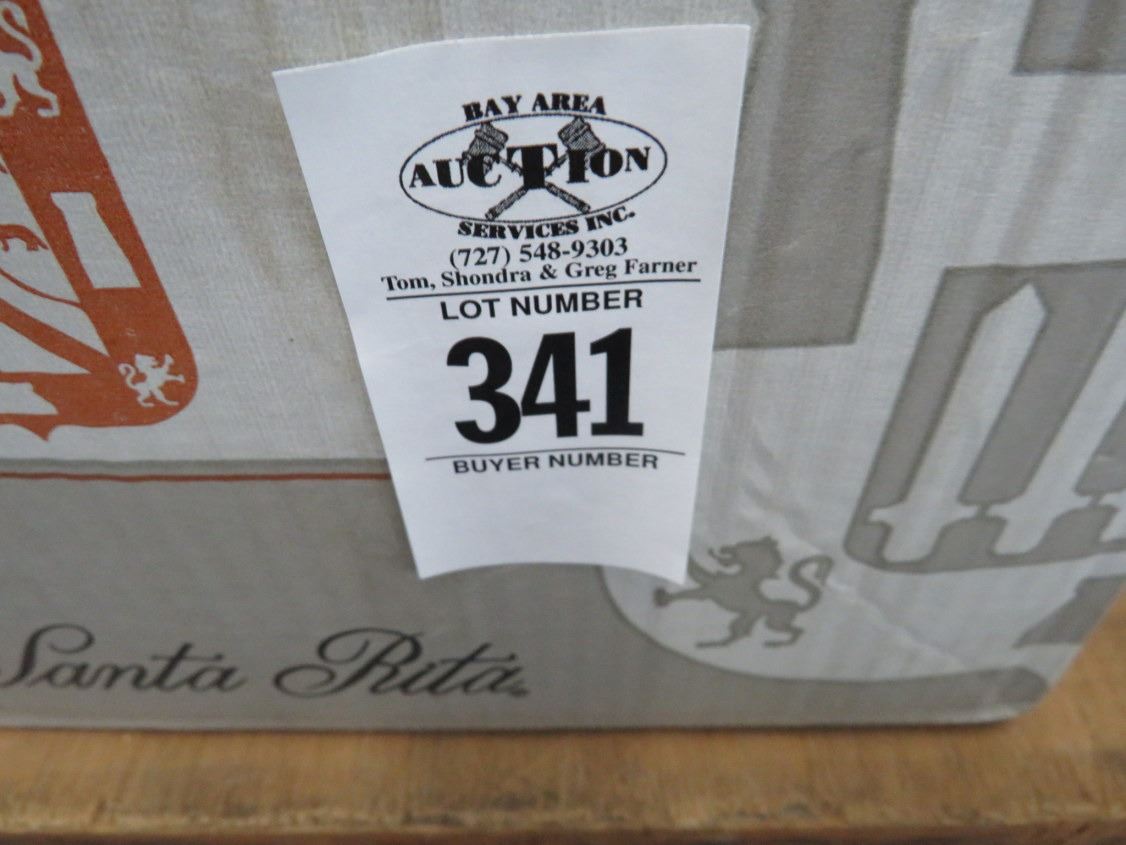 BAY AREA
AUCTION
SERVICES INC.
(727) 548-9303
Tom, Shondra & Greg Farner
LOT NUMBER
341
BUYER NUMBER
Santa Rita